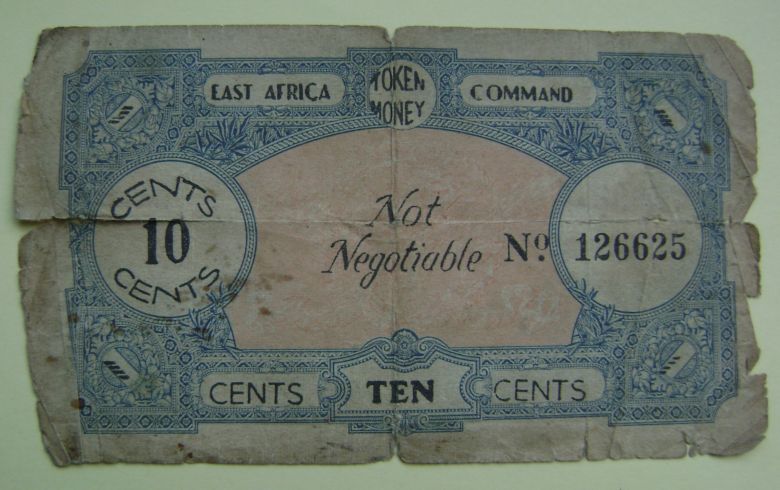 EAST AFRICA
TOKEN
MONEY
COMMAND
CENTS
10
CENTS
Not
Negotiable
Nº 126625
CENTS TEN CENTS